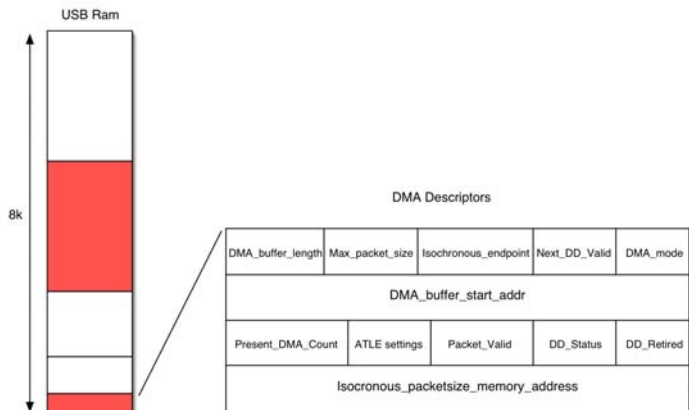 USB Ram
8k
DMA Descriptors
DMA_buffer_length Max_packet_size Isochronous_endpoint Next_DD_Valid DMA_mode
DMA_buffer_start_addr
Present_DMA_Count ATLE settings Packet_Valid DD_Status DD_Retired
Isocronous_packetsize_memory_address